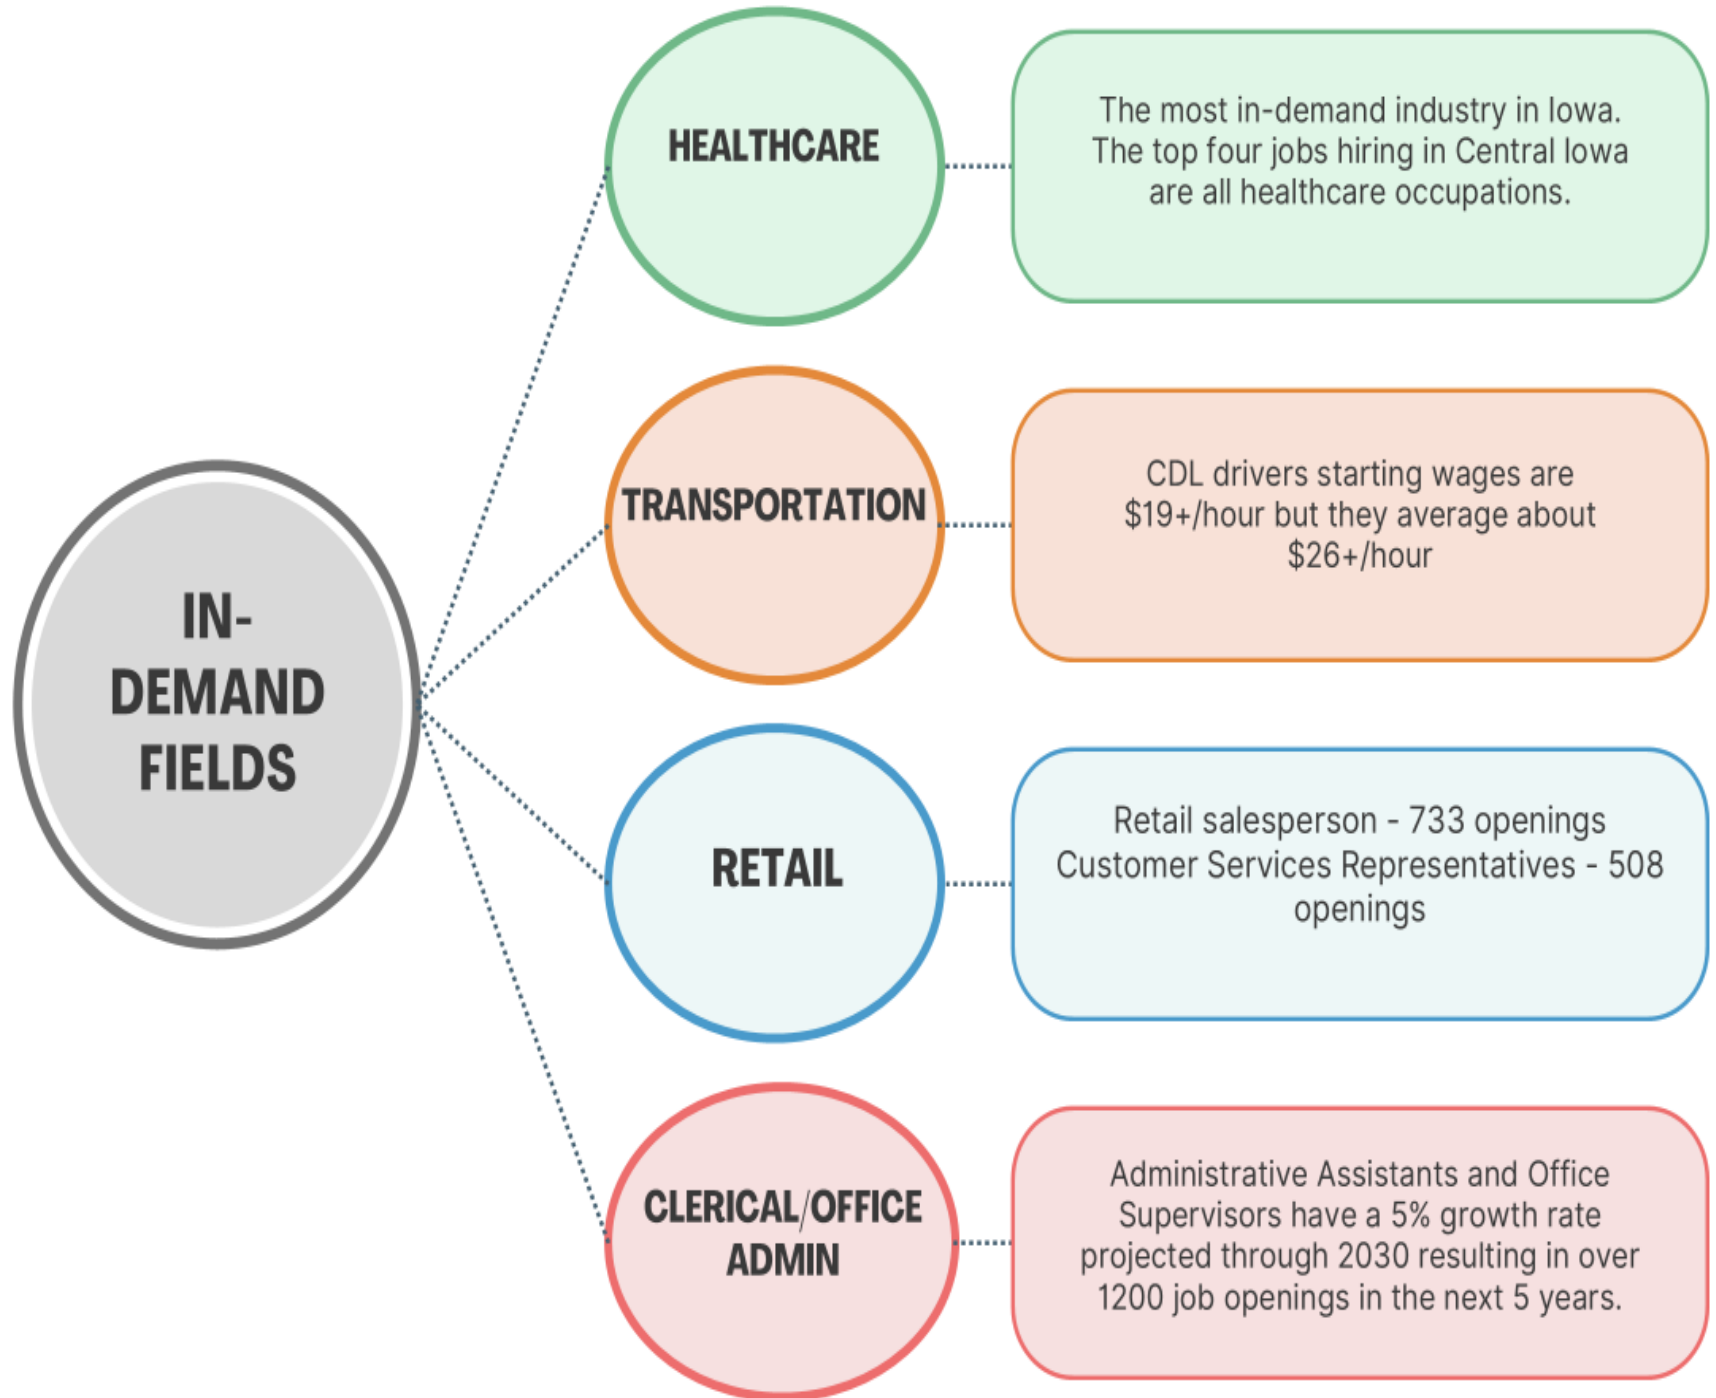 HEALTHCARE
The most in-demand industry in Iowa.
The top four jobs hiring in Central Iowa
are all healthcare occupations.
TRANSPORTATION
CDL drivers starting wages are
$19+/hour but they average about
$26+/hour
IN-
DEMAND
FIELDS
RETAIL
Retail salesperson - 733 openings
Customer Services Representatives - 508
openings
CLERICAL/OFFICE
ADMIN
Administrative Assistants and Office
Supervisors have a 5% growth rate
projected through 2030 resulting in over
1200 job openings in the next 5 years.